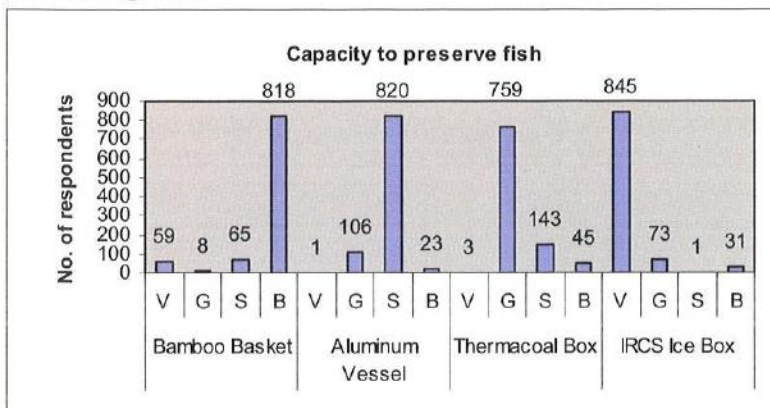 Capacity to preserve fish
818 820 759 845
900
800
700
600
500
400
300
200
100
0
No. of respondents
59 8 65 1 106 23 3 143 45 73 1 31
V G S B V G S B V G S B V G S B
Bamboo Basket Aluminum Vessel Thermacoal Box IRCS Ice Box